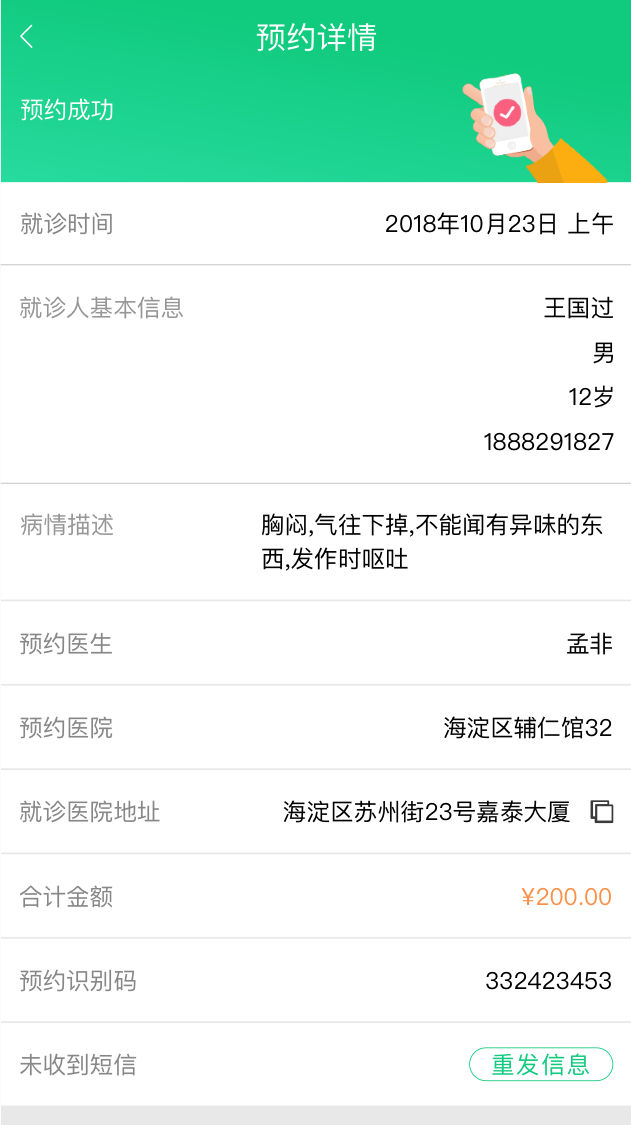 预约详情
预约成功
就诊时间 2018年10月23日 上午
就诊人基本信息 王国过
男
12岁
1888291827
病情描述 胸闷,气往下掉,不能闻有异味的东
西,发作时呕吐
预约医生 孟非
预约医院 海淀区辅仁馆32
就诊医院地址 海淀区苏州街23号嘉泰大厦
合计金额 ¥200.00
预约识别码 332423453
未收到短信 重发信息